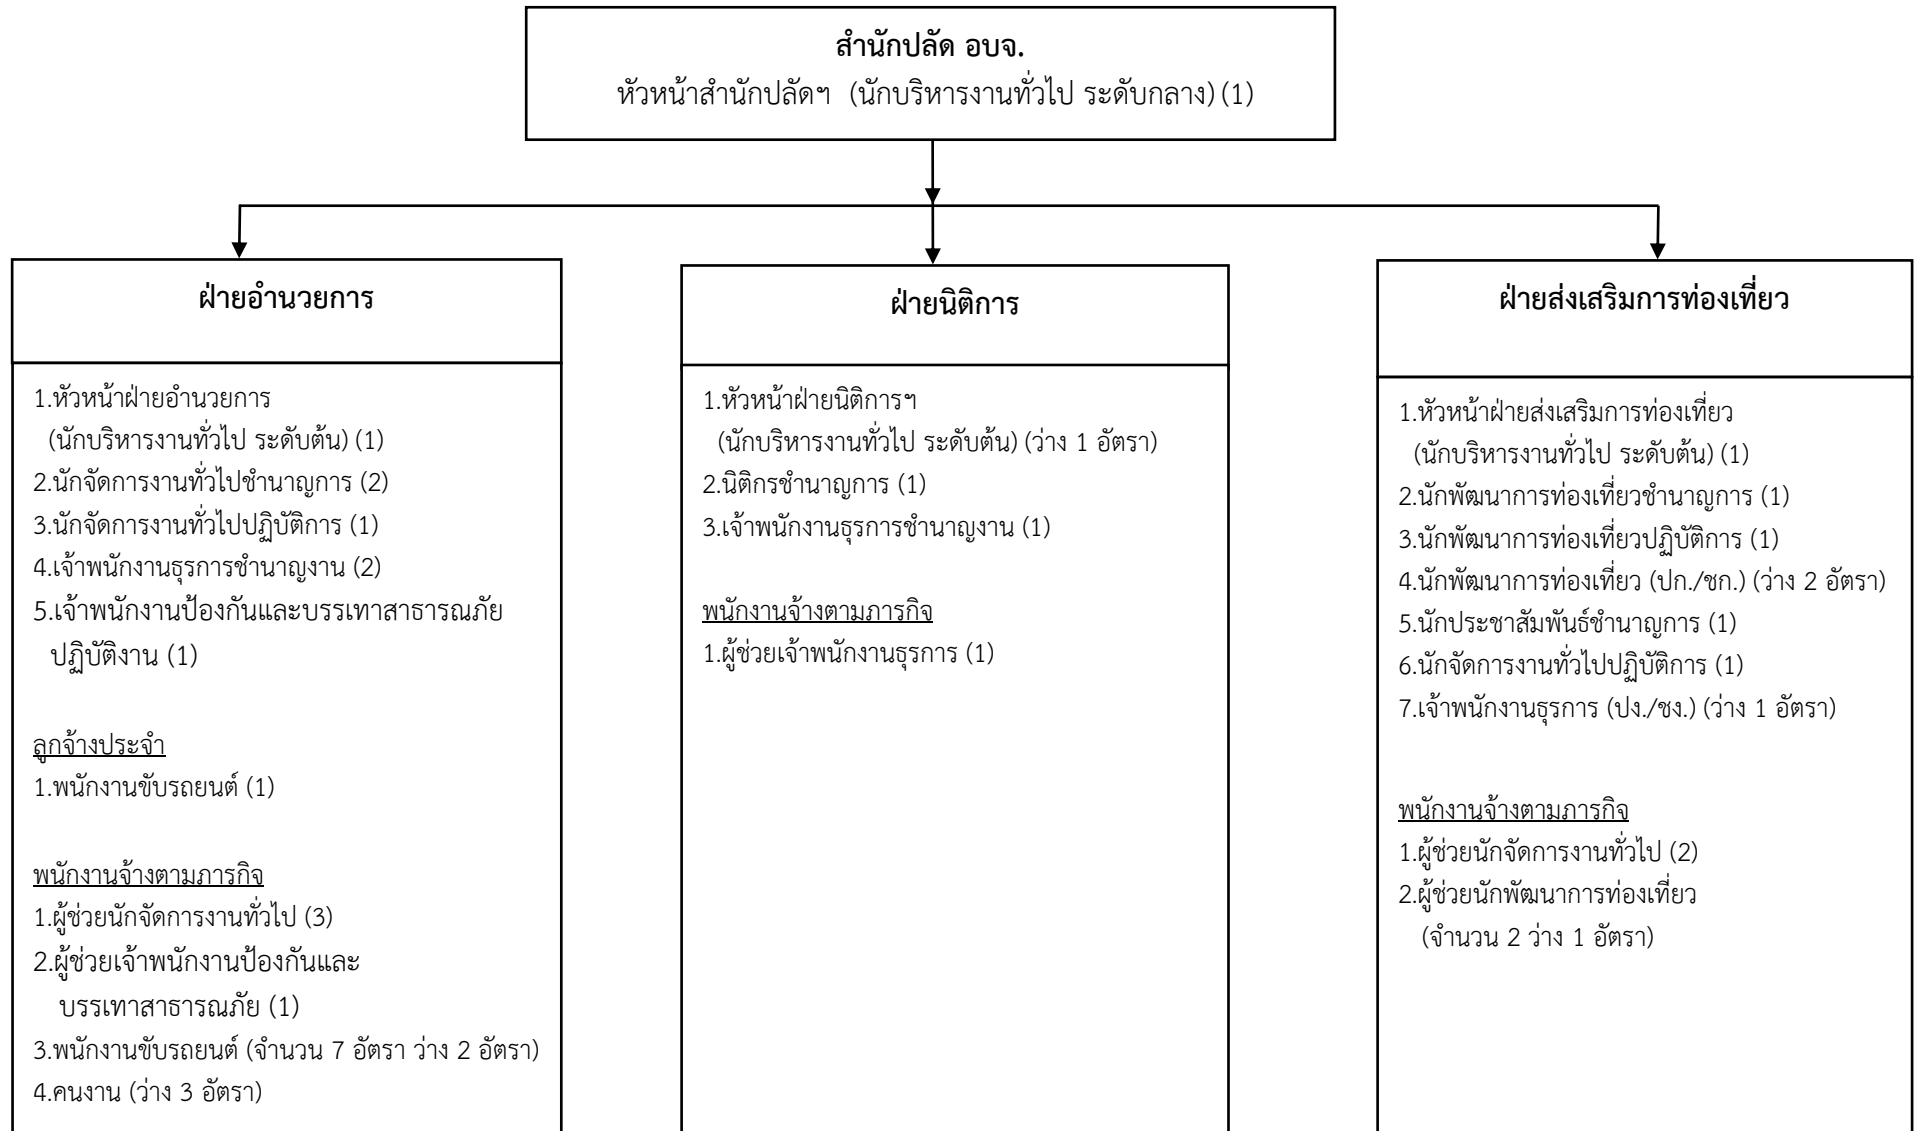 สำนักปลัด อบจ.
หัวหน้าสำนักปลัดฯ (นักบริหารงานทั่วไป ระดับกลาง) (1)
ฝ่ายอำนวยการ
1.หัวหน้าฝ่ายอำนวยการ
(นักบริหารงานทั่วไป ระดับต้น) (1)
2.นักจัดการงานทั่วไปชำนาญการ (2)
3.นักจัดการงานทั่วไปปฏิบัติการ (1)
4.เจ้าพนักงานธุรการชำนาญงาน (2)
5.เจ้าพนักงานป้องกันและบรรเทาสาธารณภัย
ปฏิบัติงาน (1)
ลูกจ้างประจำ
1.พนักงานขับรถยนต์ (1)
พนักงานจ้างตามภารกิจ
1.ผู้ช่วยนักจัดการงานทั่วไป (3)
2.ผู้ช่วยเจ้าพนักงานป้องกันและ
บรรเทาสาธารณภัย (1)
3.พนักงานขับรถยนต์ (จำนวน 7 อัตรา ว่าง 2 อัตรา)
4.คนงาน (ว่าง 3 อัตรา)
ฝ่ายนิติการ
1.หัวหน้าฝ่ายนิติการฯ
(นักบริหารงานทั่วไป ระดับต้น) (ว่าง 1 อัตรา)
2.นิติกรชำนาญการ (1)
3.เจ้าพนักงานธุรการชำนาญงาน (1)
พนักงานจ้างตามภารกิจ
1.ผู้ช่วยเจ้าพนักงานธุรการ (1)
ฝ่ายส่งเสริมการท่องเที่ยว
1.หัวหน้าฝ่ายส่งเสริมการท่องเที่ยว
(นักบริหารงานทั่วไป ระดับต้น) (1)
2.นักพัฒนาการท่องเที่ยวชำนาญการ (1)
3.นักพัฒนาการท่องเที่ยวปฏิบัติการ (1)
4.นักพัฒนาการท่องเที่ยว (ปก./ชก.) (ว่าง 2 อัตรา)
5.นักประชาสัมพันธ์ชำนาญการ (1)
6.นักจัดการงานทั่วไปปฏิบัติการ (1)
7.เจ้าพนักงานธุรการ (ปง./ชง.) (ว่าง 1 อัตรา)
พนักงานจ้างตามภารกิจ
1.ผู้ช่วยนักจัดการงานทั่วไป (2)
2.ผู้ช่วยนักพัฒนาการท่องเที่ยว
(จำนวน 2 ว่าง 1 อัตรา)